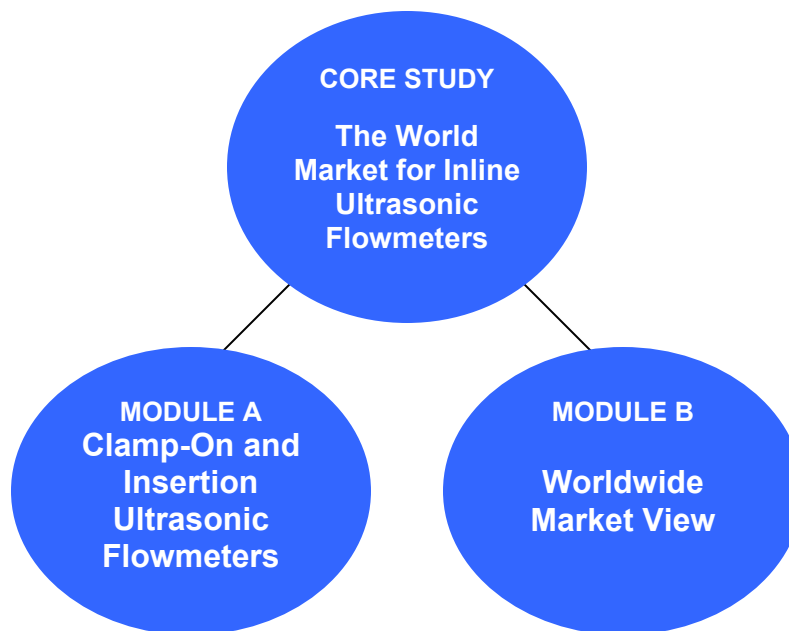 CORE STUDY
The World
Market for Inline
Ultrasonic
Flowmeters
MODULE A
Clamp-On and
Insertion
Ultrasonic
Flowmeters
MODULE B
Worldwide
Market View